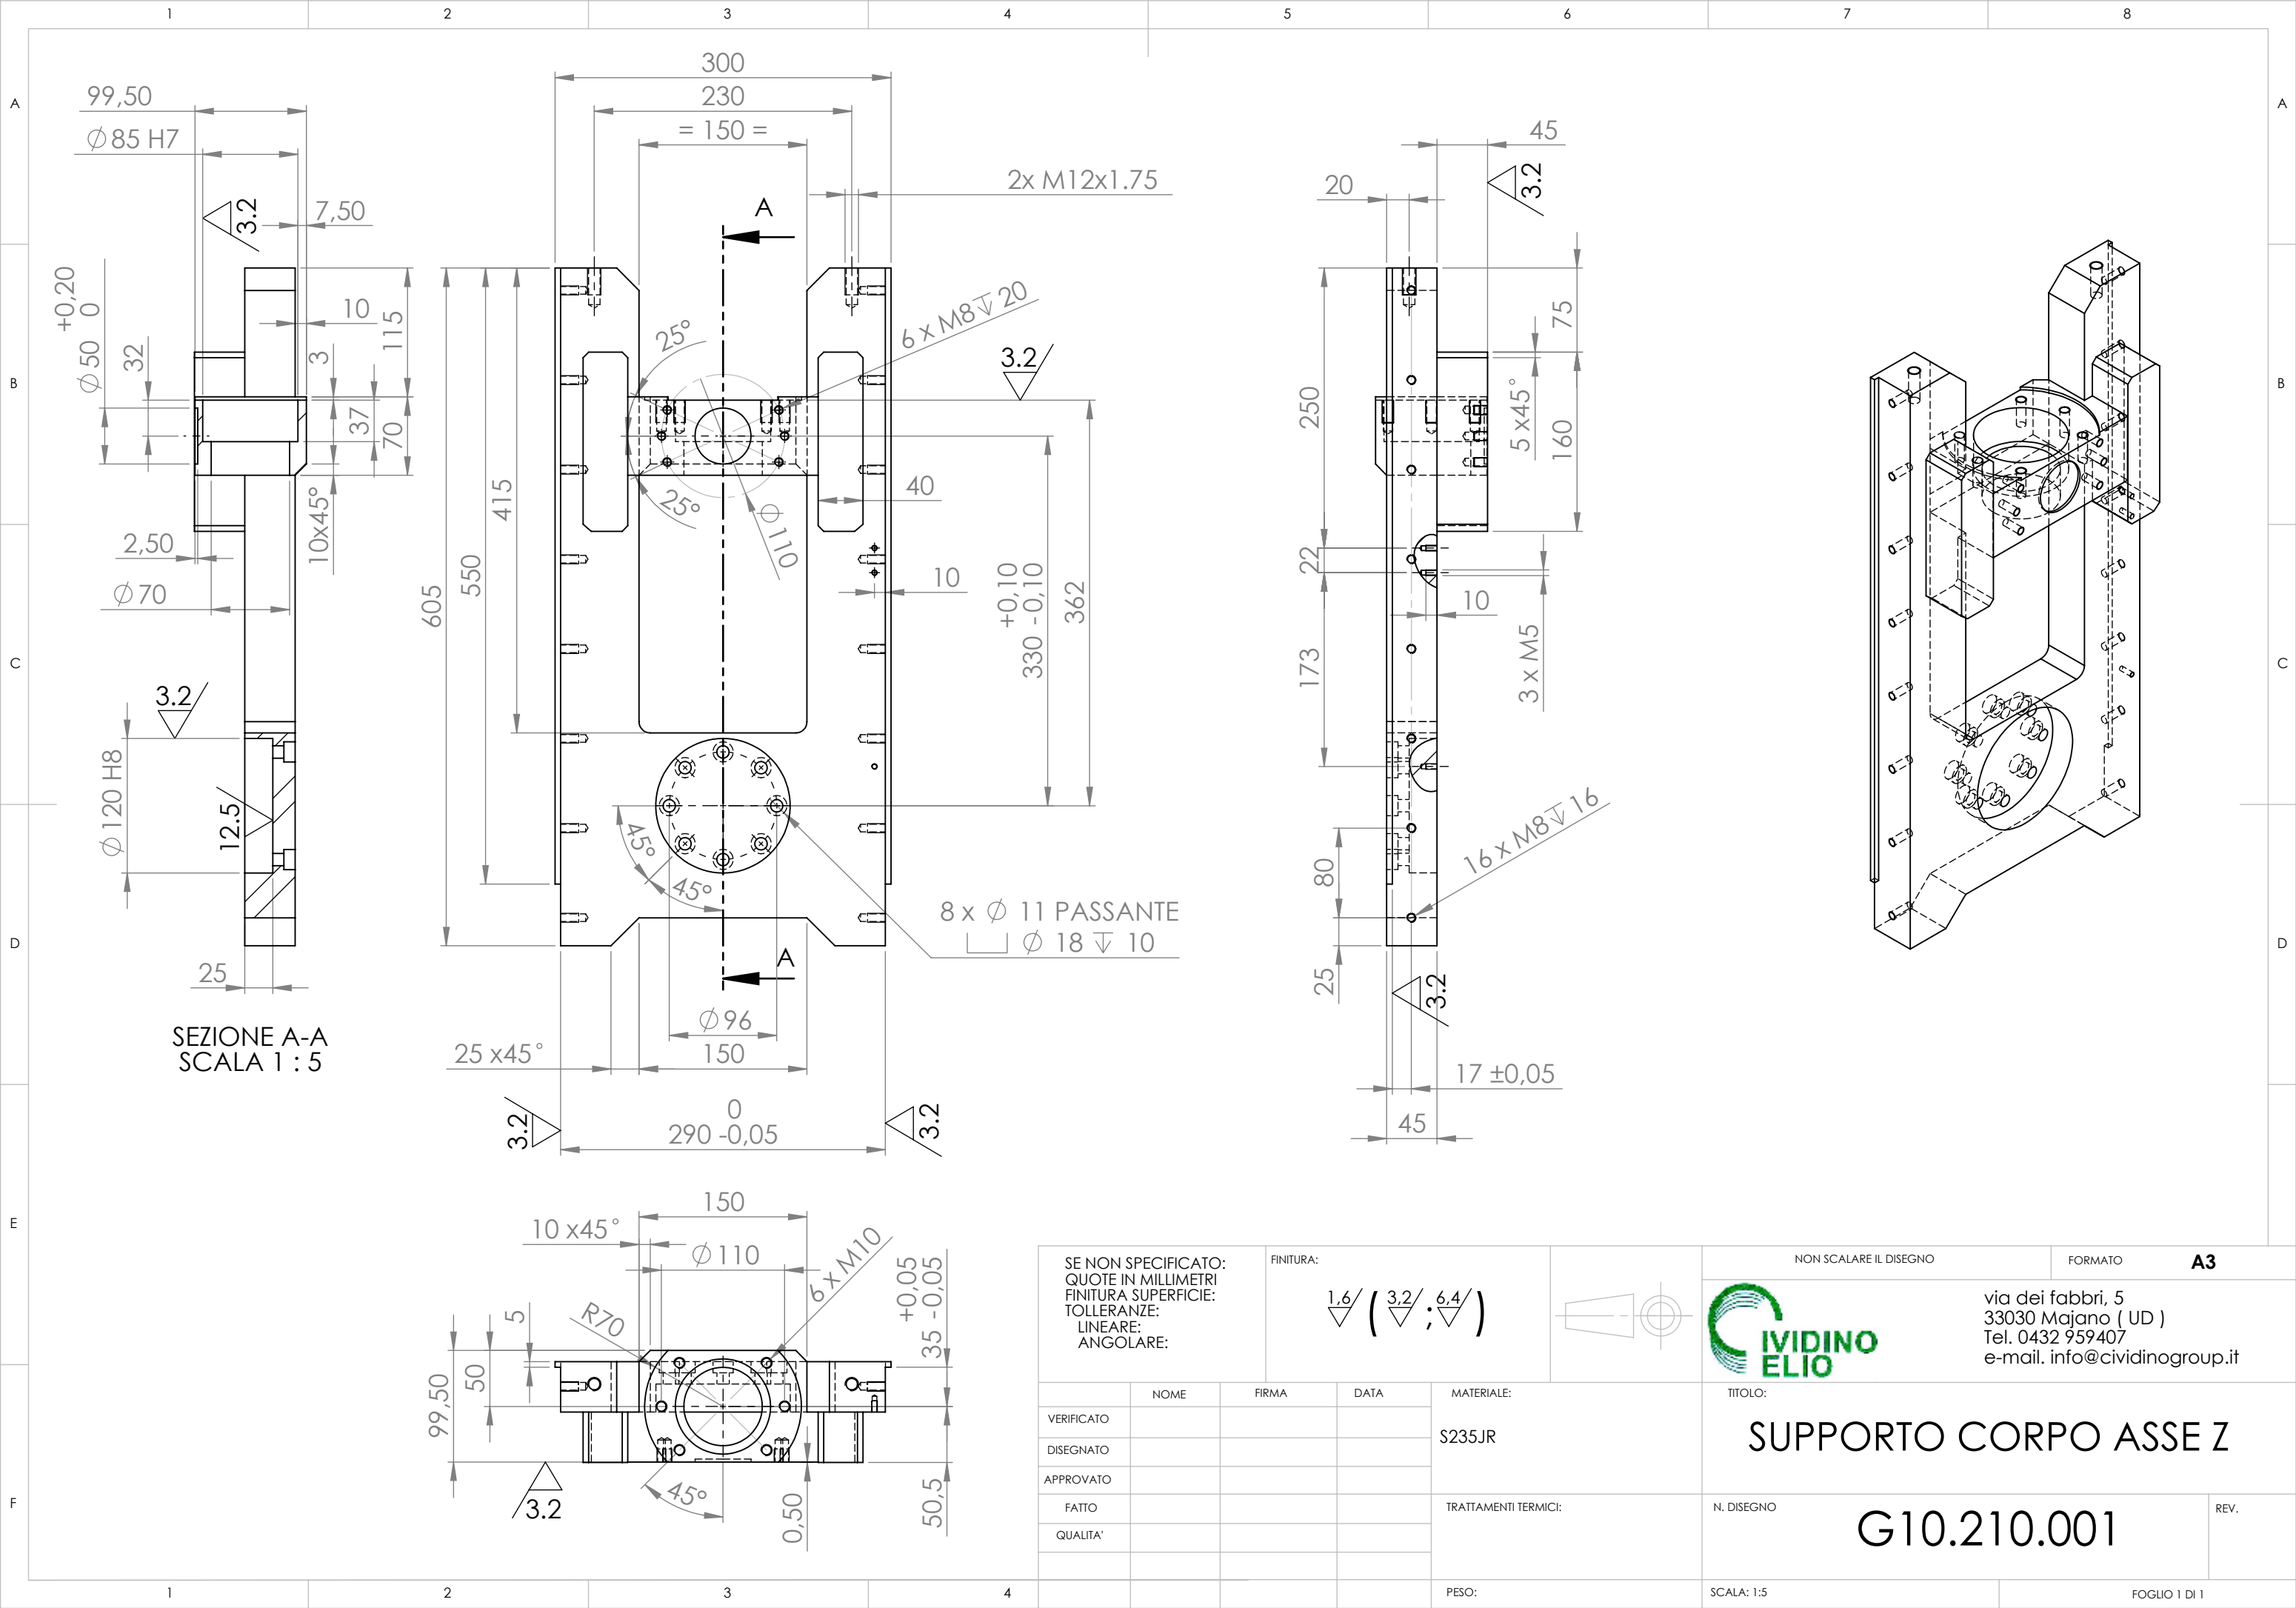 1 2 3 4 5 6 7 8
A
B
C
D
E
F
A
B
C
D
99,50
∅85 H7
3.2
7,50
+0,20
∅50 0
32
10
115
3
37
70
10x45°
2,50
∅70
3.2
∅120 H8
12.5
25
SEZIONE A-A
SCALA 1 : 5
300
230
= 150 =
2x M12x1.75
A
6 x M8↧20
3.2
25°
25°
∅110
40
10
605
550
415
+0,10
330 -0,10
362
45°
45°
8 x ∅ 11 PASSANTE
⌴ ∅ 18 ↧ 10
A
∅96
25 x45°
150
3.2
0
290 -0,05
3.2
45
20
3.2
75
250
5 x45°
160
22
10
173
3 x M5
16 x M8↧16
80
25
3.2
17 ±0,05
45
150
10 x45°
∅110
6 x M10
+0,05
35 -0,05
R70
5
50
99,50
3.2
45°
0,50
50,5
SE NON SPECIFICATO:
QUOTE IN MILLIMETRI
FINITURA SUPERFICIE:
TOLLERANZE:
LINEARE:
ANGOLARE:
FINITURA:
1,6 ( 3,2 ; 6,4 )
NON SCALARE IL DISEGNO
FORMATO A3
IVIDINO
ELIO
via dei fabbri, 5
33030 Majano ( UD )
Tel. 0432 959407
e-mail. info@cividinogroup.it
NOME FIRMA DATA
VERIFICATO
DISEGNATO
APPROVATO
FATTO
QUALITA'
MATERIALE:
S235JR
TRATTAMENTI TERMICI:
PESO:
TITOLO:
SUPPORTO CORPO ASSE Z
N. DISEGNO
G10.210.001
REV.
SCALA: 1:5
FOGLIO 1 DI 1
1 2 3 4